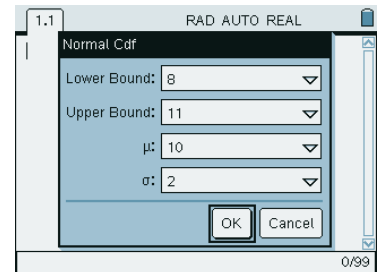 1.1 RAD AUTO REAL
Normal Cdf
Lower Bound: 8
Upper Bound: 11
μ: 10
σ: 2
OK Cancel
0/99